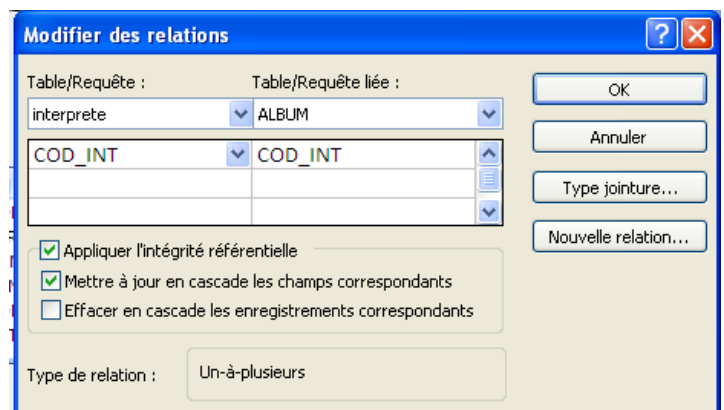 Modifier des relations
Table/Requête : Table/Requête liée :
interprete ALBUM
COD_INT COD_INT
Appliquer l'intégrité référentielle
Mettre à jour en cascade les champs correspondants
Effacer en cascade les enregistrements correspondants
Type de relation : Un-à-plusieurs
OK
Annuler
Type jointure...
Nouvelle relation...